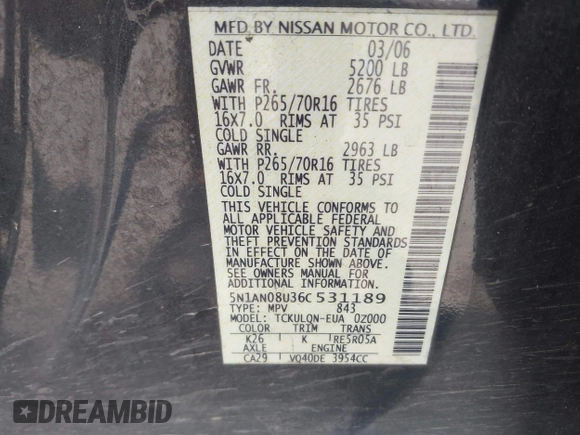 MFD BY NISSAN MOTOR CO., LTD.
DATE 03/06
GVWR 5200 LB
GAWR FR. 2676 LB
WITH P265/70R16 TIRES
16X7.0 RIMS AT 35 PSI
COLD SINGLE
GAWR RR. 2963 LB
WITH P265/70R16 TIRES
16X7.0 RIMS AT 35 PSI
COLD SINGLE
THIS VEHICLE CONFORMS TO
ALL APPLICABLE FEDERAL
MOTOR VEHICLE SAFETY AND
THEFT PREVENTION STANDARDS
IN EFFECT ON THE DATE OF
MANUFACTURE SHOWN ABOVE.
SEE OWNERS MANUAL FOR
ADDITIONAL INFORMATION.
5N1AN08U36C531189
TYPE: MPV 843
MODEL: TCKULQN-EUA 0Z000
COLOR TRIM TRANS
K26 K RE5R05A
AXLE ENGINE
CA29 VQ40DE 3954CC
DREAMBID